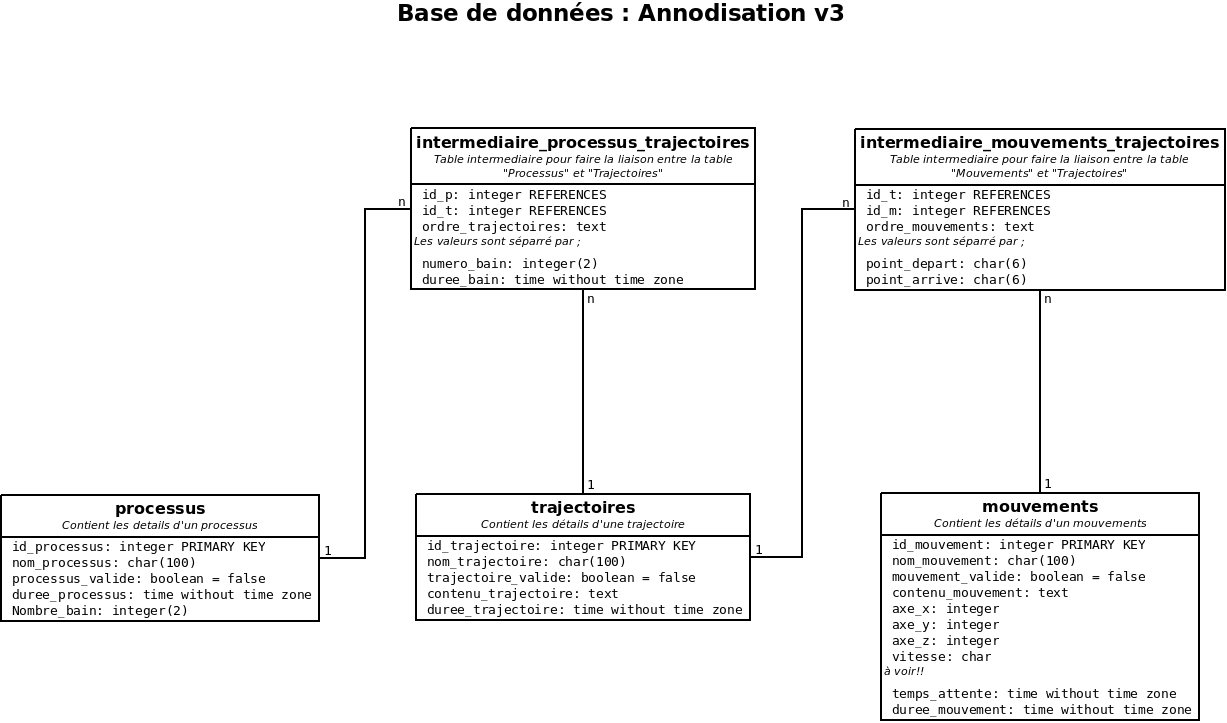 Base de données : Annodisation v3
intermediaire_processus_trajectoires
Table intermediaire pour faire la liaison entre la table
"Processus" et "Trajectoires"
id_p: integer REFERENCES
id_t: integer REFERENCES
ordre_trajectoires: text
Les valeurs sont séparré par ;
numero_bain: integer(2)
duree_bain: time without time zone
n
n
intermediaire_mouvements_trajectoires
Table intermediaire pour faire la liaison entre la table
"Mouvements" et "Trajectoires"
id_t: integer REFERENCES
id_m: integer REFERENCES
ordre_mouvements: text
Les valeurs sont séparré par ;
point_depart: char(6)
point_arrive: char(6)
n
n
processus
Contient les details d'un processus
id_processus: integer PRIMARY KEY
nom_processus: char(100)
processus_valide: boolean = false
duree_processus: time without time zone
Nombre_bain: integer(2)
1
1
trajectoires
Contient les détails d'une trajectoire
id_trajectoire: integer PRIMARY KEY
nom_trajectoire: char(100)
trajectoire_valide: boolean = false
contenu_trajectoire: text
duree_trajectoire: time without time zone
1
1
mouvements
Contient les détails d'un mouvements
id_mouvement: integer PRIMARY KEY
nom_mouvement: char(100)
mouvement_valide: boolean = false
contenu_mouvement: text
axe_x: integer
axe_y: integer
axe_z: integer
vitesse: char
à voir!!
temps_attente: time without time zone
duree_mouvement: time without time zone